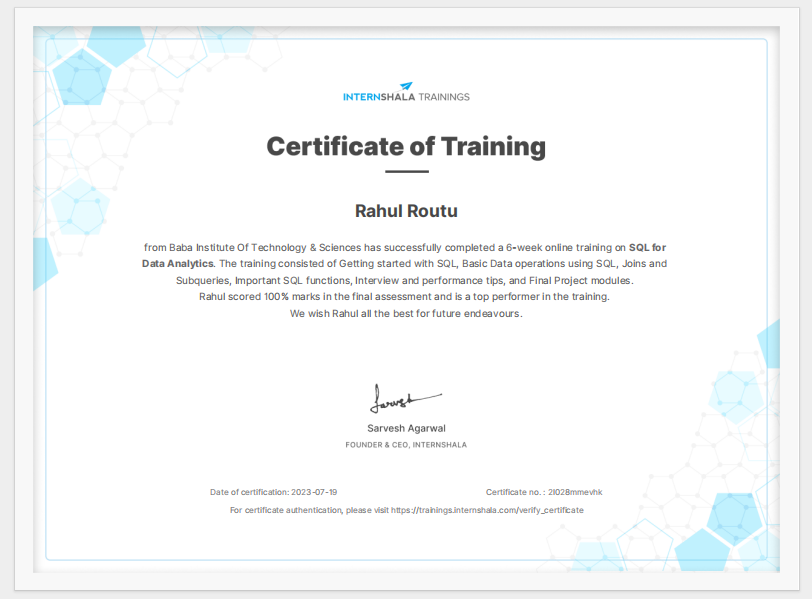 INTERNSHALA TRAININGS
Certificate of Training
Rahul Routu
from Baba Institute Of Technology & Sciences has successfully completed a 6-week online training on SQL for
Data Analytics. The training consisted of Getting started with SQL, Basic Data operations using SQL, Joins and
Subqueries, Important SQL functions, Interview and performance tips, and Final Project modules.
Rahul scored 100% marks in the final assessment and is a top performer in the training.
We wish Rahul all the best for future endeavours.
Sarvesh
Sarvesh Agarwal
FOUNDER & CEO, INTERNSHALA
Date of certification: 2023-07-19 Certificate no. : 2l028mmevhk
For certificate authentication, please visit https://trainings.internshala.com/verify_certificate